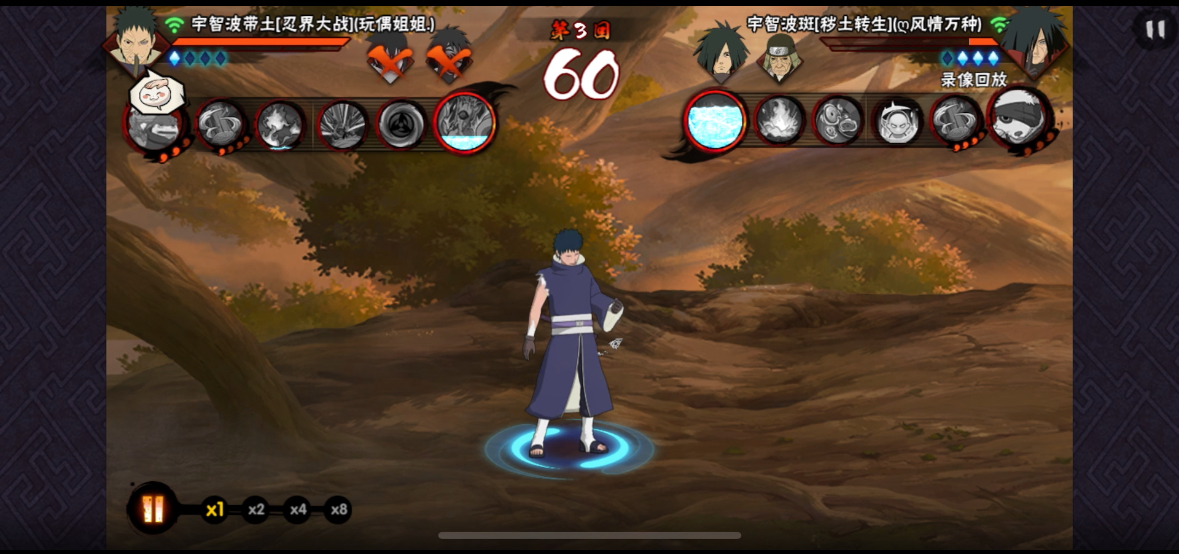 宇智波带土[忍界大战](玩偶姐姐.)
第3回
60
宇智波斑[秽土转生](ღ风情万种)
录像回放
x1 x2 x4 x8